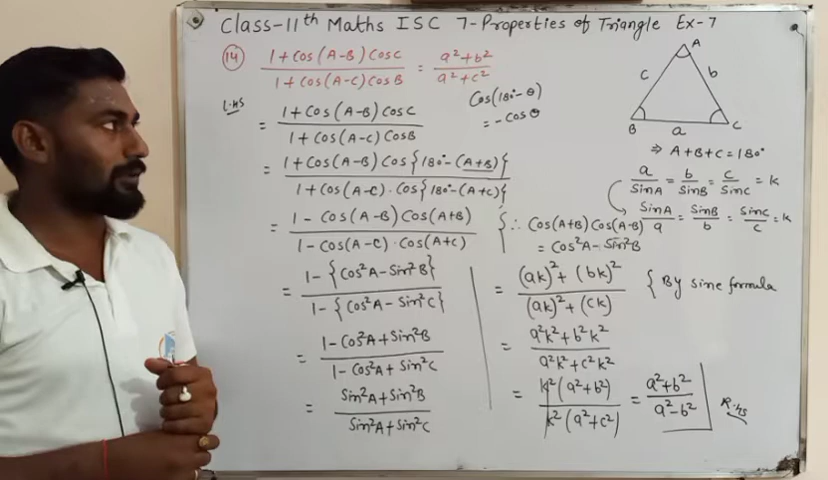 Class-11th Maths ISC 7-Properties of Triangle Ex-7
(14) (1+Cos(A-B) CosC)/(1+Cos(A-C) CosB) = (a²+b²)/(a²+c²)
L.HS
Cos(180°-θ)
= -Cosθ
= (1+Cos(A-B) CosC)/(1+Cos(A-C) CosB)
= (1+Cos(A-B) Cos{180°-(A+B)})/(1+Cos(A-C).Cos{180°-(A+C)})
= (1-Cos(A-B) Cos(A+B))/(1-Cos(A-C).Cos(A+C))
{∴ Cos(A+B) Cos(A-B)
= Cos²A-Sin²B
= (1-{Cos²A-Sin²B})/(1-{Cos²A-Sin²C})
= (1-Cos²A+Sin²B)/(1-Cos²A+Sin²C)
= (Sin²A+Sin²B)/(Sin²A+Sin²C)
A
c b
B a C
⇒ A+B+C=180°
a/SinA = b/SinB = c/SinC = k
SinA/a = SinB/b = SinC/c = k
= ((ak)²+(bk)²)/((ak)²+(ck)) { By sine formula
= (a²k²+b²k²)/(a²k²+c²k²)
= (k²(a²+b²))/(k²(a²+c²)) = (a²+b²)/(a²-b²) R.HS